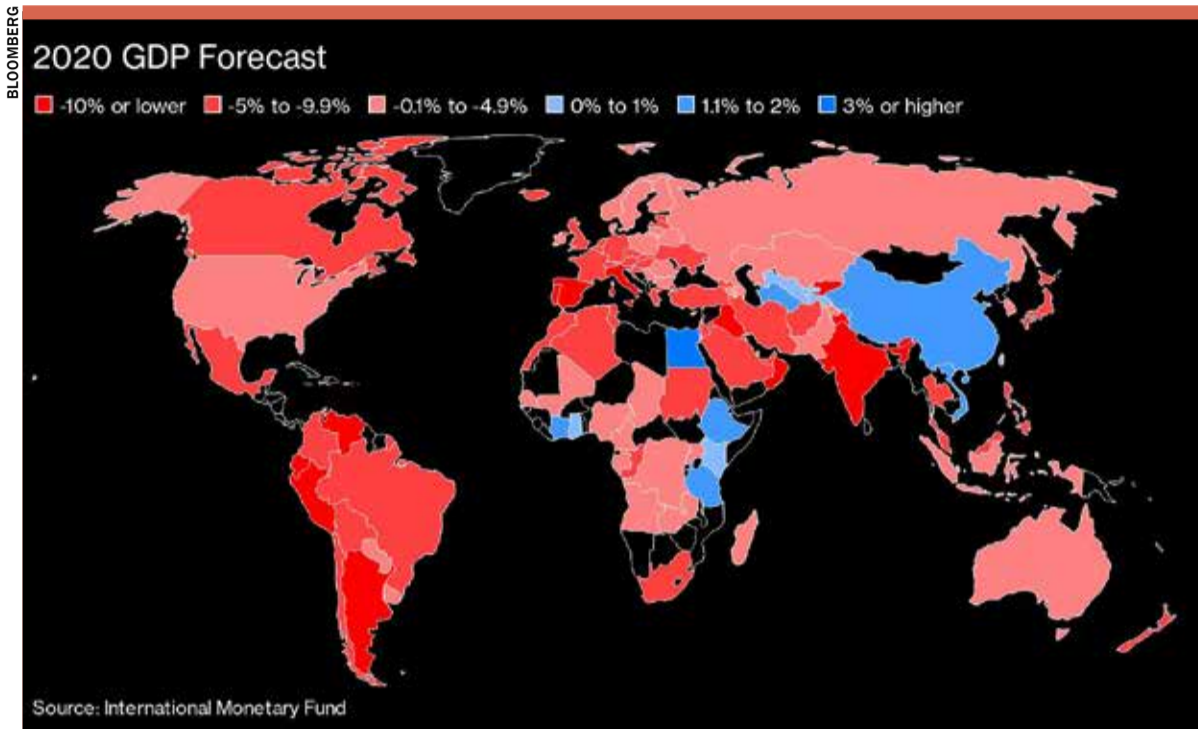 BLOOMBERG
2020 GDP Forecast
-10% or lower -5% to -9.9% -0.1% to -4.9% 0% to 1% 1.1% to 2% 3% or higher
Source: International Monetary Fund